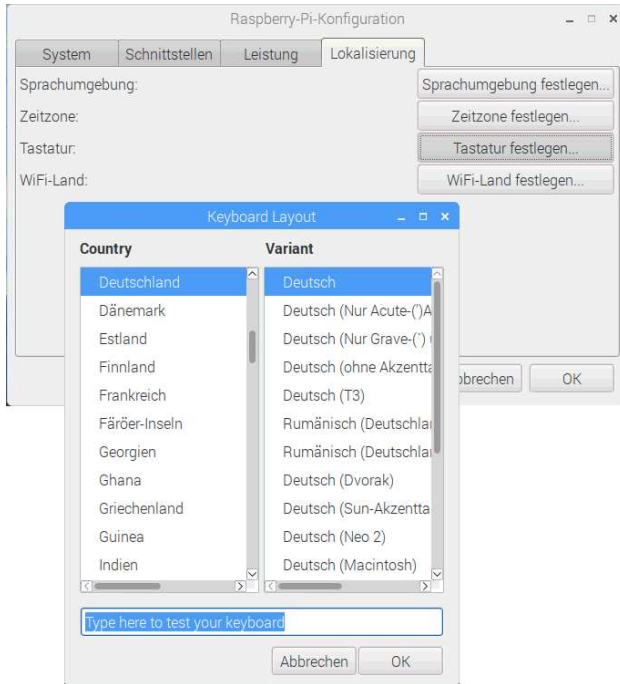 Raspberry-Pi-Konfiguration
System Schnittstellen Leistung Lokalisierung
Sprachumgebung: Sprachumgebung festlegen...
Zeitzone: Zeitzone festlegen...
Tastatur: Tastatur festlegen...
WiFi-Land: WiFi-Land festlegen...
bbrechen OK
Keyboard Layout
Country Variant
Deutschland Deutsch
Dänemark Deutsch (Nur Acute-(')A
Estland Deutsch (Nur Grave-(`)
Finnland Deutsch (ohne Akzentta
Frankreich Deutsch (T3)
Färöer-Inseln Rumänisch (Deutschla
Georgien Rumänisch (Deutschla
Ghana Deutsch (Dvorak)
Griechenland Deutsch (Sun-Akzentta
Guinea Deutsch (Neo 2)
Indien Deutsch (Macintosh)
Type here to test your keyboard
Abbrechen OK